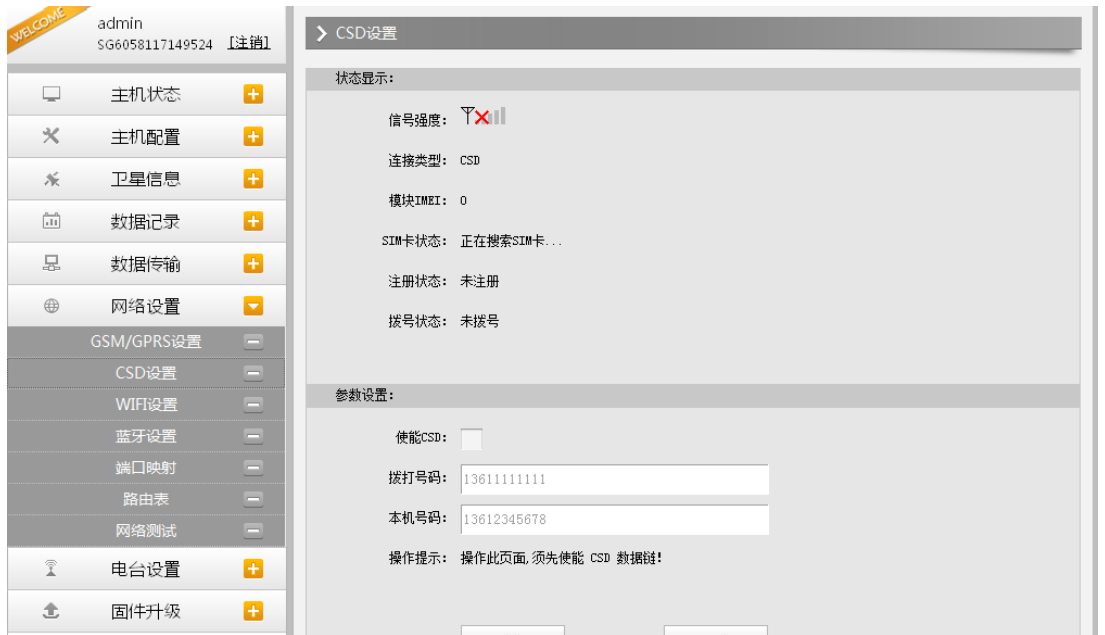 WELCOME
admin
SG6058117149524 [注销]
主机状态
主机配置
卫星信息
数据记录
数据传输
网络设置
GSM/GPRS设置
CSD设置
WIFI设置
蓝牙设置
端口映射
路由表
网络测试
电台设置
固件升级
CSD设置
状态显示:
信号强度:
连接类型: CSD
模块IMEI: 0
SIM卡状态: 正在搜索SIM卡...
注册状态: 未注册
拨号状态: 未拨号
参数设置:
使能CSD:
拨打号码: 13611111111
本机号码: 13612345678
操作提示: 操作此页面,须先使能 CSD 数据链!